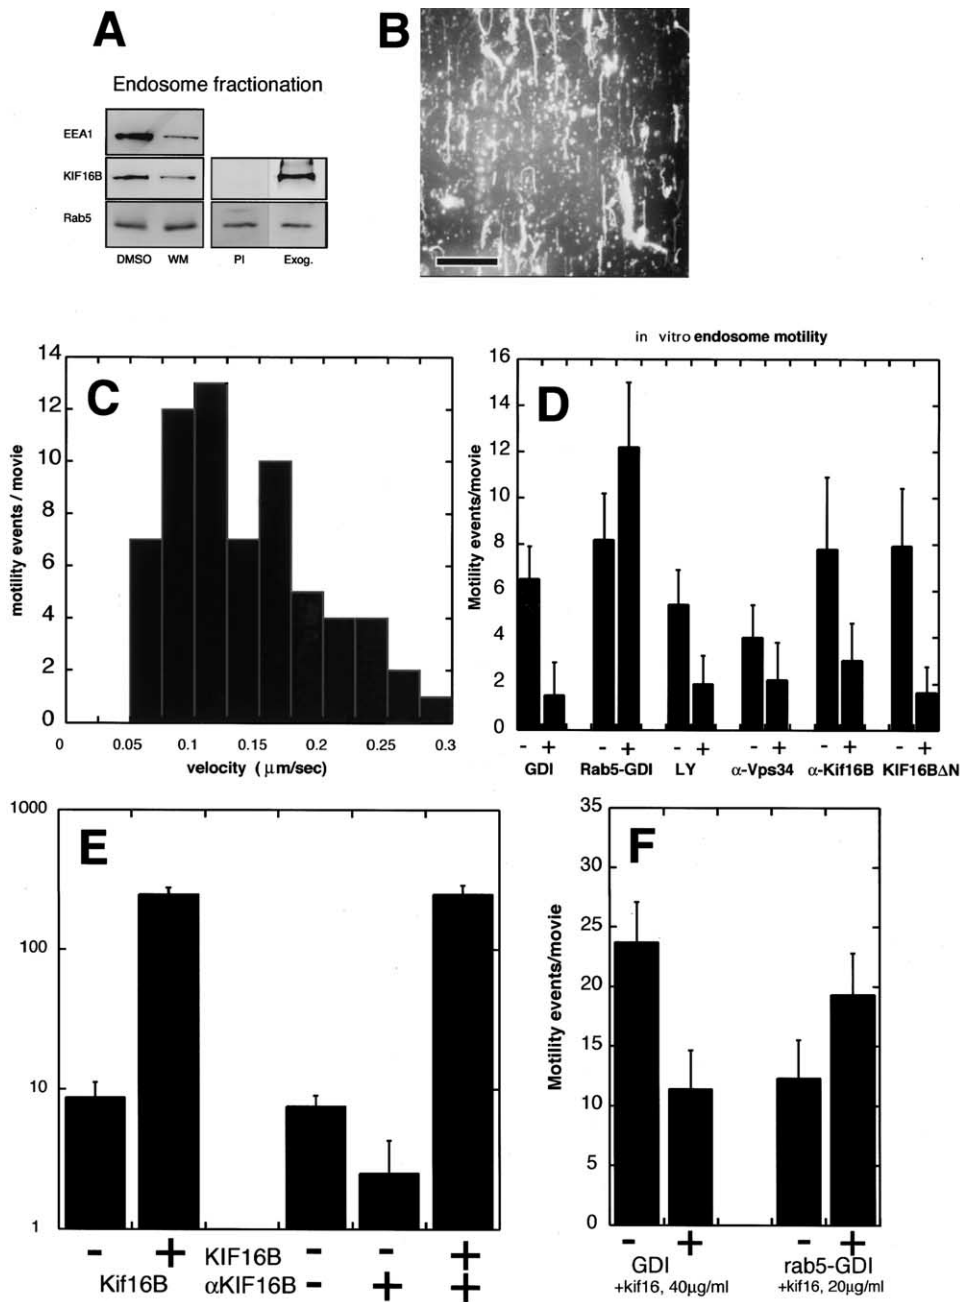 A
Endosome fractionation
EEA1
KIF16B
Rab5
DMSO WM PI Exog.
B
C
14
12
10
8
6
4
2
0
motility events / movie
0 0.05 0.1 0.15 0.2 0.25 0.3
velocity ( μm/sec)
in vitro endosome motility
D
16
14
12
10
8
6
4
2
0
Motility events/movie
- + - + - + - + - + - +
GDI Rab5-GDI LY α-Vps34 α-Kif16B KIF16BΔN
E
1000
100
10
1
- + KIF16B - - +
Kif16B αKIF16B - + +
F
35
30
25
20
15
10
5
0
Motility events/movie
- + - +
GDI rab5-GDI
+kif16, 40μg/ml +kif16, 20μg/ml